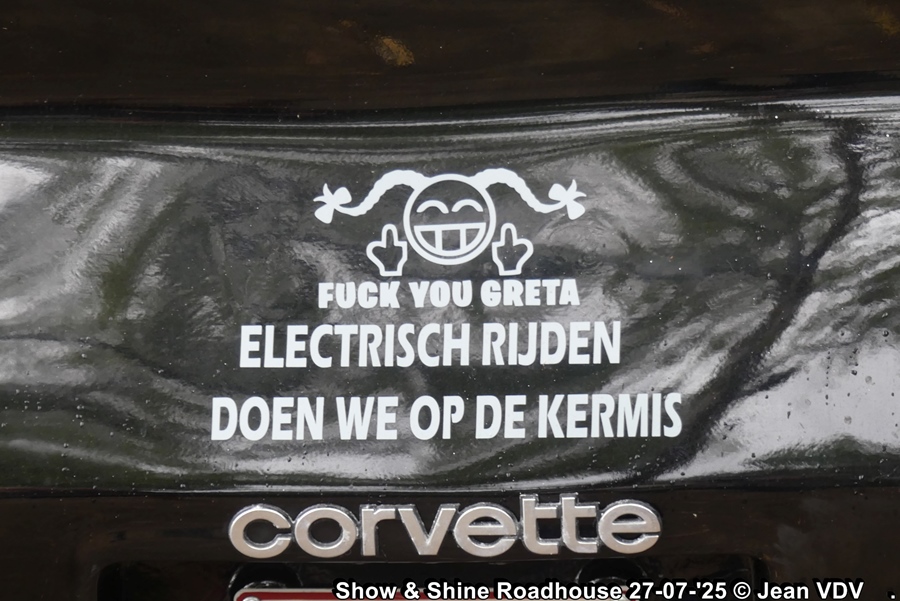 FUCK YOU GRETA
ELECTRISCH RIJDEN
DOEN WE OP DE KERMIS
corvette
Show & Shine Roadhouse 27-07-'25 © Jean VDV .